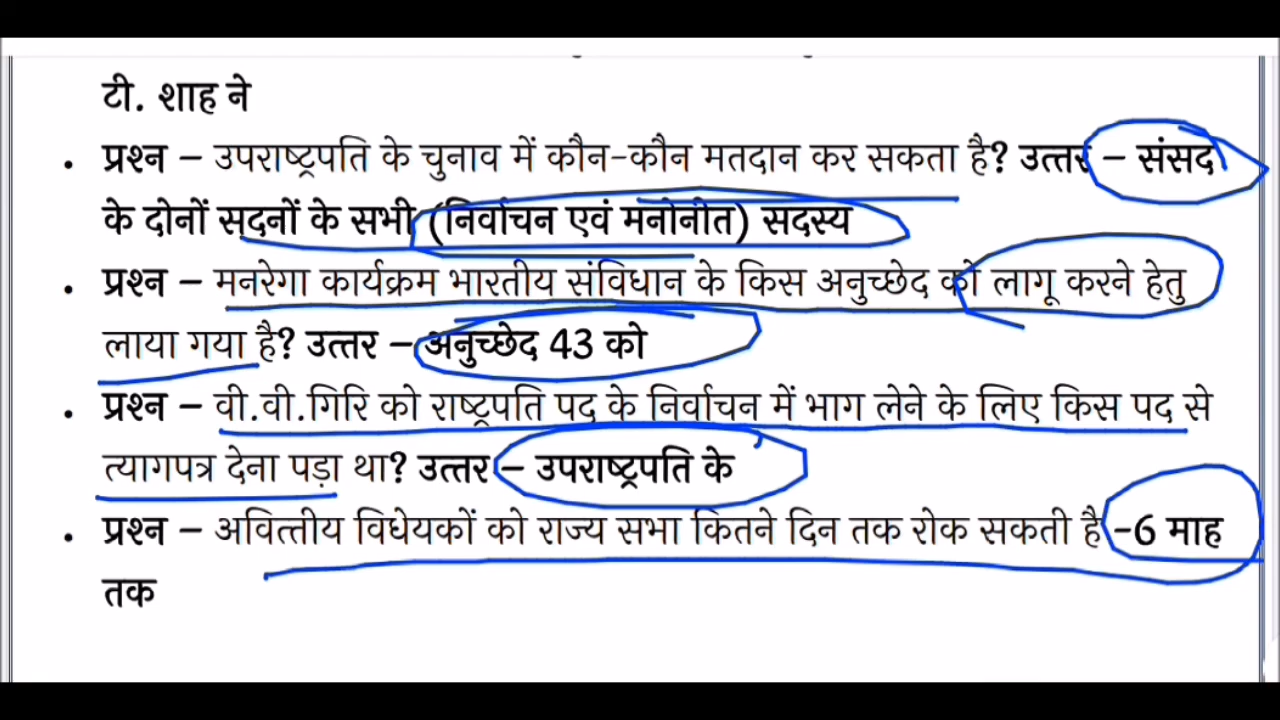 टी. शाह ने
• प्रश्न – उपराष्ट्रपति के चुनाव में कौन-कौन मतदान कर सकता है? उत्तर – संसद
के दोनों सदनों के सभी (निर्वाचन एवं मनोनीत) सदस्य
• प्रश्न – मनरेगा कार्यक्रम भारतीय संविधान के किस अनुच्छेद को लागू करने हेतु
लाया गया है? उत्तर – अनुच्छेद 43 को
• प्रश्न – वी.वी.गिरि को राष्ट्रपति पद के निर्वाचन में भाग लेने के लिए किस पद से
त्यागपत्र देना पड़ा था? उत्तर – उपराष्ट्रपति के
• प्रश्न – अवित्तीय विधेयकों को राज्य सभा कितने दिन तक रोक सकती है -6 माह
तक